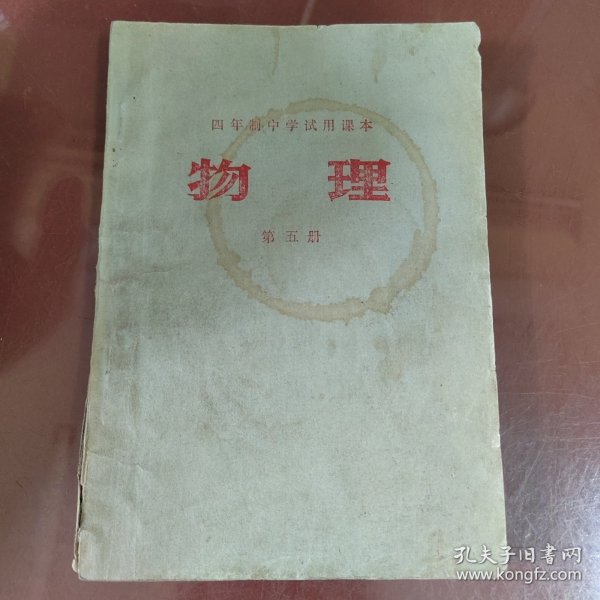 四年制中学试用课本
物理
第五册
孔夫子旧书网
www.kongfz.com